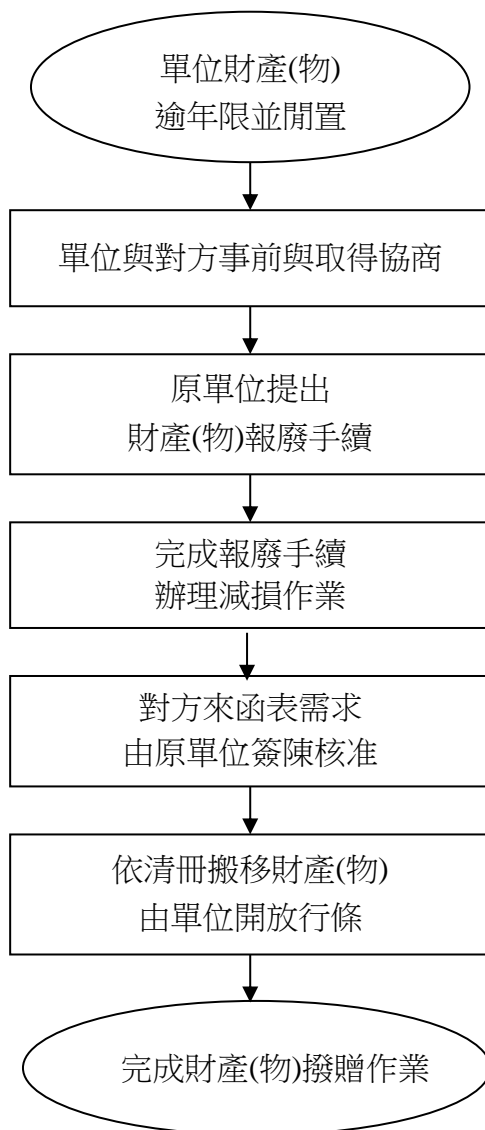 單位財產(物)
逾年限並閒置
單位與對方事前與取得協商
原單位提出
財產(物)報廢手續
完成報廢手續
辦理減損作業
對方來函表需求
由原單位簽陳核准
依清冊搬移財產(物)
由單位開放行條
完成財產(物)撥贈作業